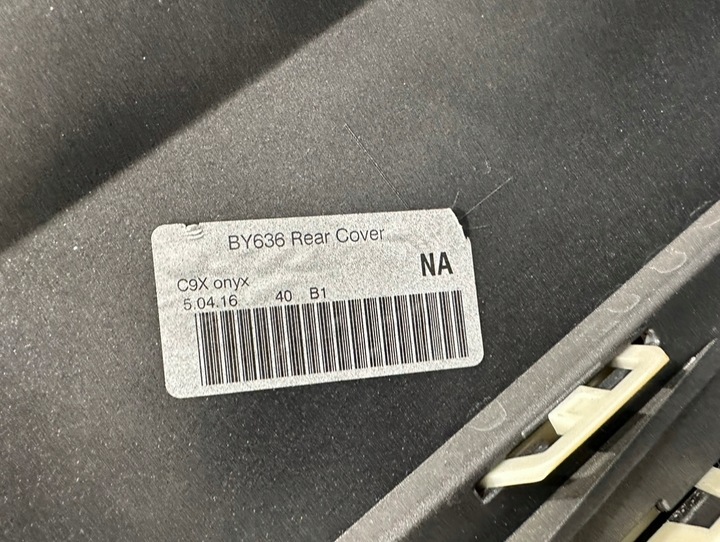 BY636 Rear Cover
NA
C9X onyx
5.04.16 40 B1